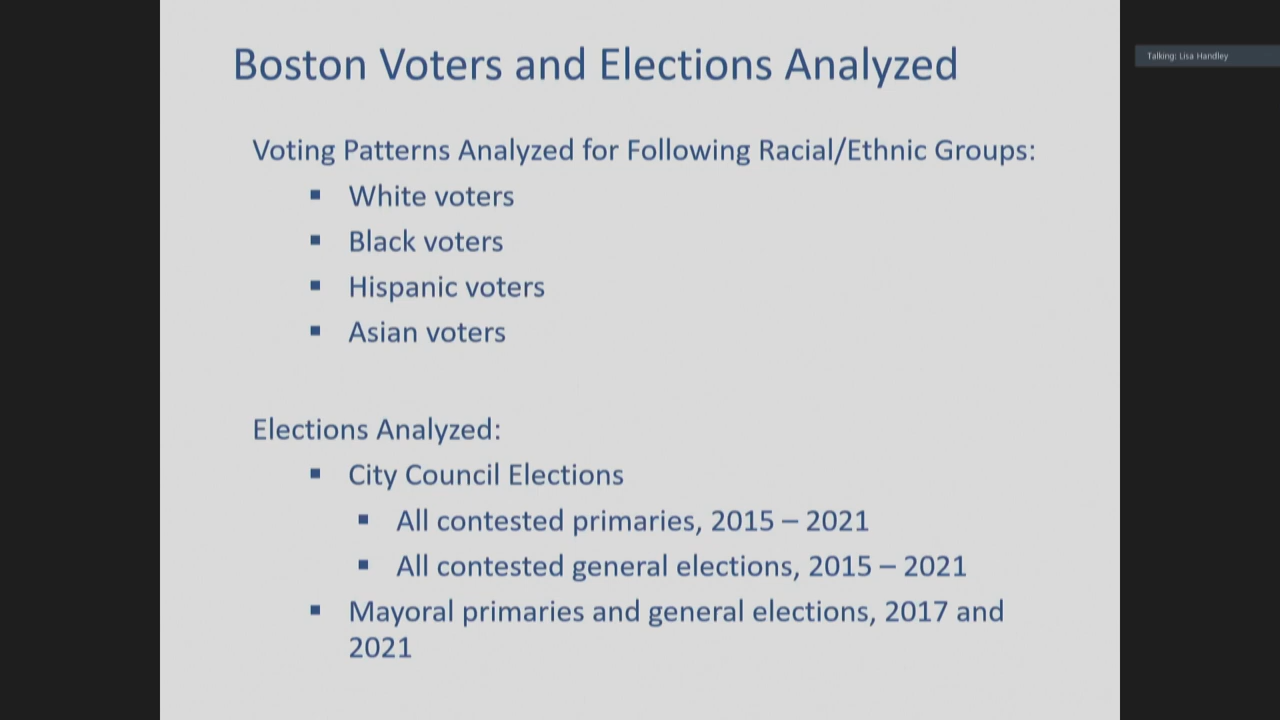 Boston Voters and Elections Analyzed
Talking: Lisa Handley
Voting Patterns Analyzed for Following Racial/Ethnic Groups:
▪ White voters
▪ Black voters
▪ Hispanic voters
▪ Asian voters
Elections Analyzed:
▪ City Council Elections
▪ All contested primaries, 2015 – 2021
▪ All contested general elections, 2015 – 2021
▪ Mayoral primaries and general elections, 2017 and
2021